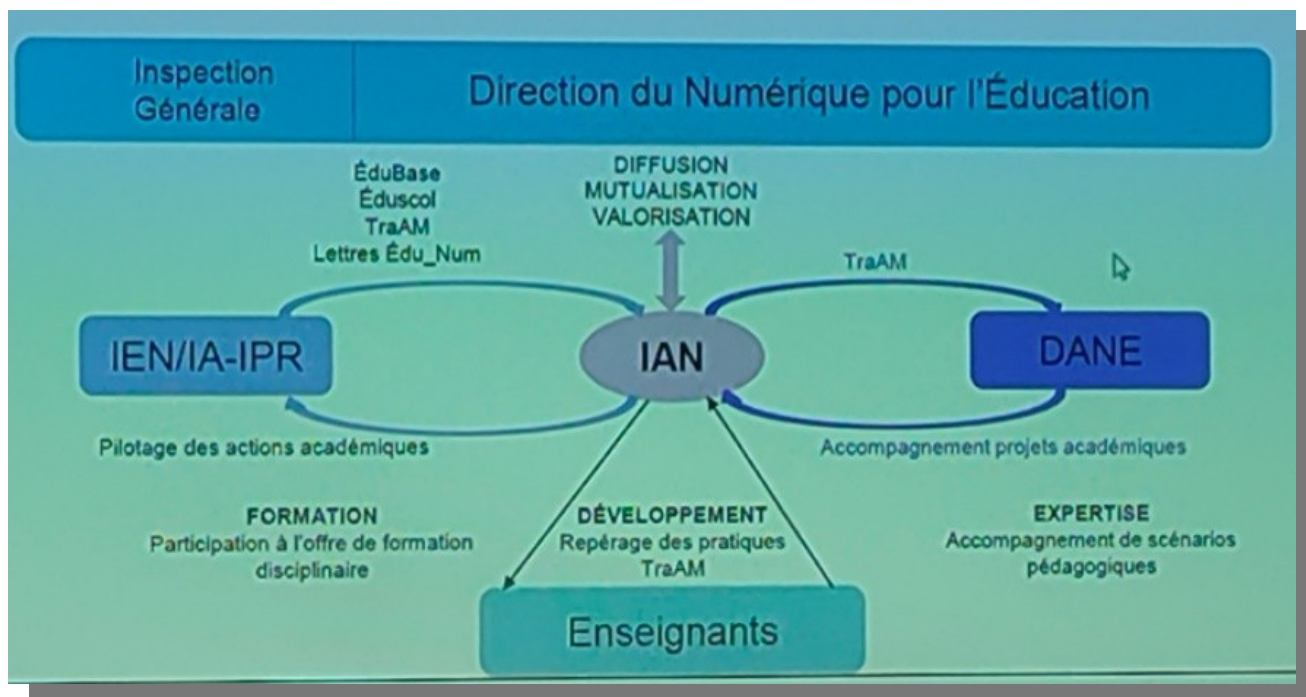 Inspection
Générale
Direction du Numérique pour l'Éducation
ÉduBase
Éduscol
TraAM
Lettres Édu_Num
DIFFUSION
MUTUALISATION
VALORISATION
TraAM
IEN/IA-IPR
IAN
DANE
Pilotage des actions académiques
Accompagnement projets académiques
FORMATION
Participation à l'offre de formation
disciplinaire
DÉVELOPPEMENT
Repérage des pratiques
TraAM
EXPERTISE
Accompagnement de scénarios
pédagogiques
Enseignants